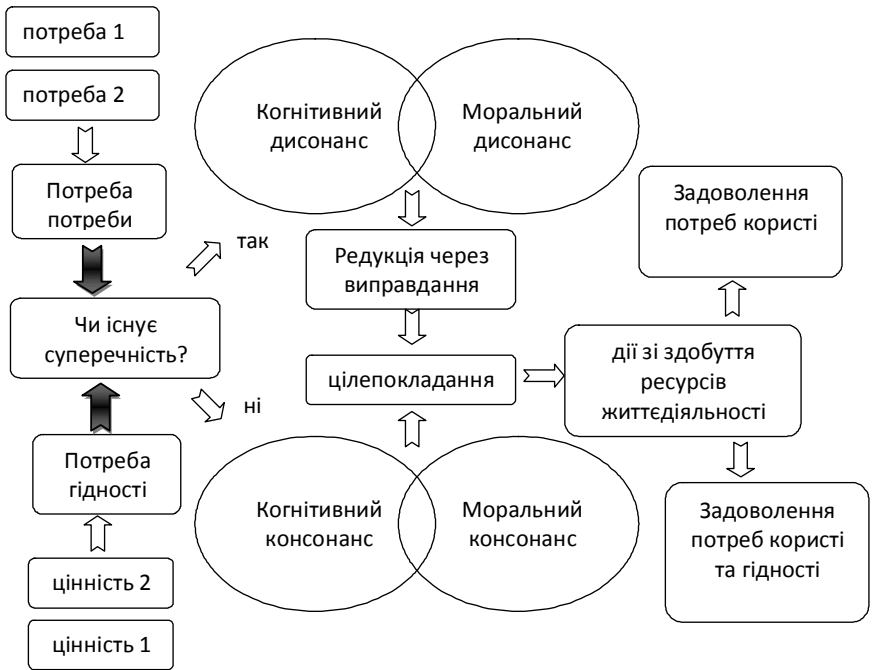 потреба 1
потреба 2
Потреба
потреби
Чи існує
суперечність?
Потреба
гідності
цінність 2
цінність 1
так
ні
Когнітивний
дисонанс
Моральний
дисонанс
Редукція через
виправдання
цілепокладання
Когнітивний
консонанс
Моральний
консонанс
дії зі здобуття
ресурсів
життєдіяльності
Задоволення
потреб користі
Задоволення
потреб користі
та гідності